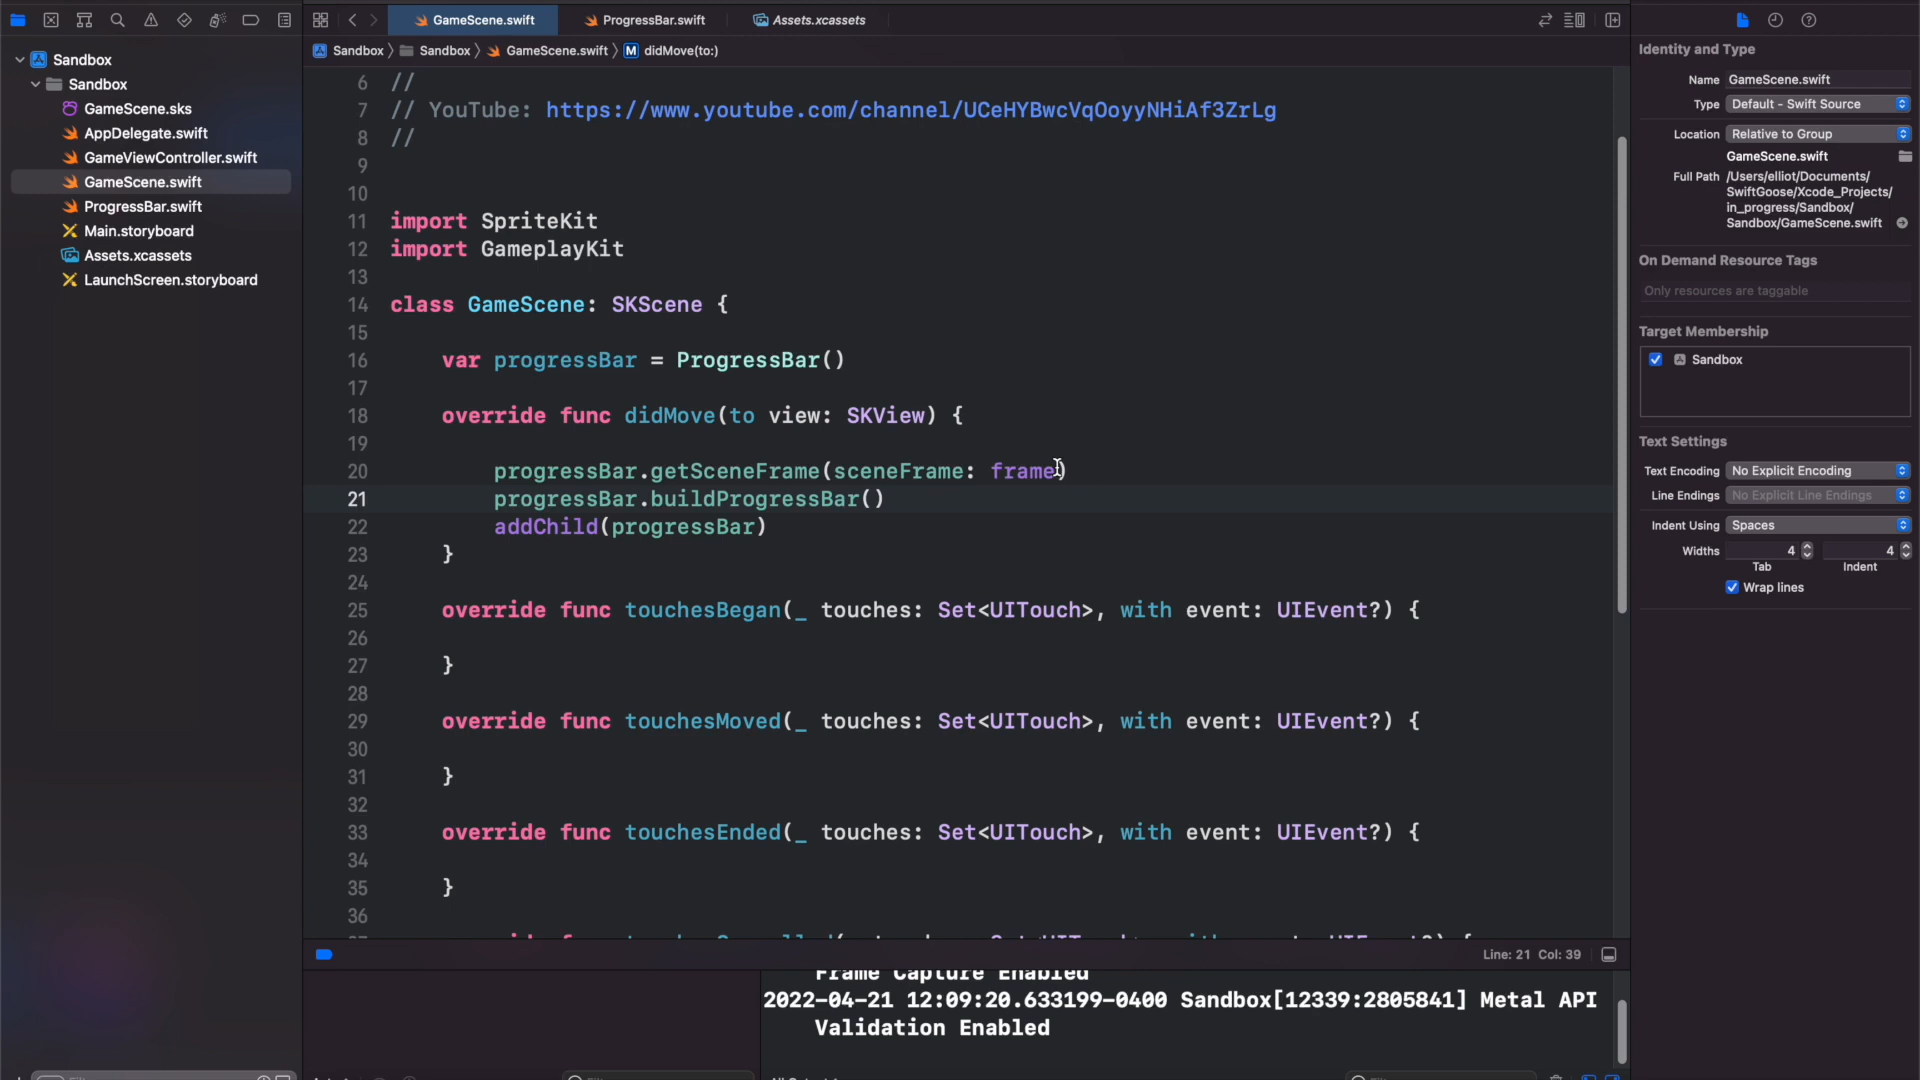 GameScene.swift
ProgressBar.swift
Assets.xcassets
Sandbox
Sandbox
GameScene.swift
M
didMove(to:)
Sandbox
Sandbox
GameScene.sks
AppDelegate.swift
GameViewController.swift
GameScene.swift
ProgressBar.swift
Main.storyboard
Assets.xcassets
LaunchScreen.storyboard
6 //
7 // YouTube: https://www.youtube.com/channel/UCeHYBwcVqOoyyNHiAf3ZrLg
8 //
9
10
11 import SpriteKit
12 import GameplayKit
13
14 class GameScene: SKScene {
15
16 var progressBar = ProgressBar()
17
18 override func didMove(to view: SKView) {
19
20 progressBar.getSceneFrame(sceneFrame: frame)
21 progressBar.buildProgressBar()
22 addChild(progressBar)
23 }
24
25 override func touchesBegan(_ touches: Set<UITouch>, with event: UIEvent?) {
26
27 }
28
29 override func touchesMoved(_ touches: Set<UITouch>, with event: UIEvent?) {
30
31 }
32
33 override func touchesEnded(_ touches: Set<UITouch>, with event: UIEvent?) {
34
35 }
36
Line: 21 Col: 39
Frame Capture Enabled
2022-04-21 12:09:20.633199-0400 Sandbox[12339:2805841] Metal API
Validation Enabled
Identity and Type
Name GameScene.swift
Type Default - Swift Source
Location Relative to Group
GameScene.swift
Full Path /Users/elliot/Documents/
SwiftGoose/Xcode_Projects/
in_progress/Sandbox/
Sandbox/GameScene.swift
On Demand Resource Tags
Only resources are taggable
Target Membership
Sandbox
Text Settings
Text Encoding No Explicit Encoding
Line Endings No Explicit Line Endings
Indent Using Spaces
Widths 4 4
Tab Indent
Wrap lines